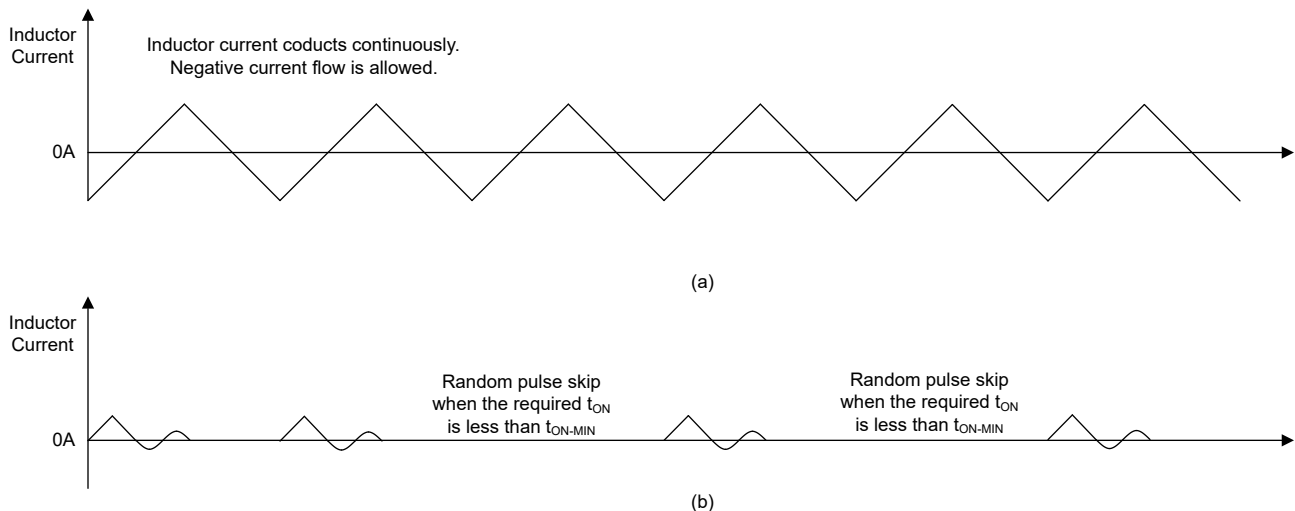 Inductor
Current
Inductor current coducts continuously.
Negative current flow is allowed.
0A
(a)
Inductor
Current
Random pulse skip
when the required tON
is less than tON-MIN
Random pulse skip
when the required tON
is less than tON-MIN
0A
(b)